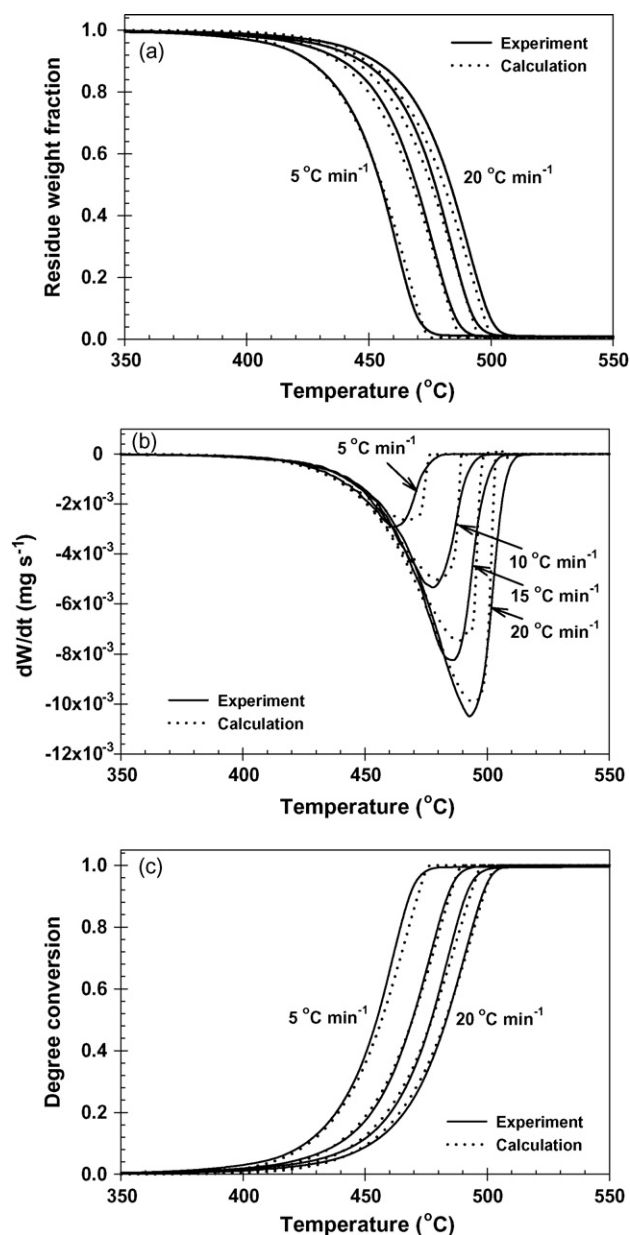 (a)
Experiment
Calculation
5 °C min⁻¹
20 °C min⁻¹
Residue weight fraction
1.0
0.8
0.6
0.4
0.2
0.0
350 400 450 500 550
Temperature (°C)
(b)
5 °C min⁻¹
10 °C min⁻¹
15 °C min⁻¹
20 °C min⁻¹
Experiment
Calculation
dW/dt (mg s⁻¹)
0
-2x10⁻³
-4x10⁻³
-6x10⁻³
-8x10⁻³
-10x10⁻³
-12x10⁻³
350 400 450 500 550
Temperature (°C)
(c)
5 °C min⁻¹
20 °C min⁻¹
Experiment
Calculation
Degree conversion
1.0
0.8
0.6
0.4
0.2
0.0
350 400 450 500 550
Temperature (°C)